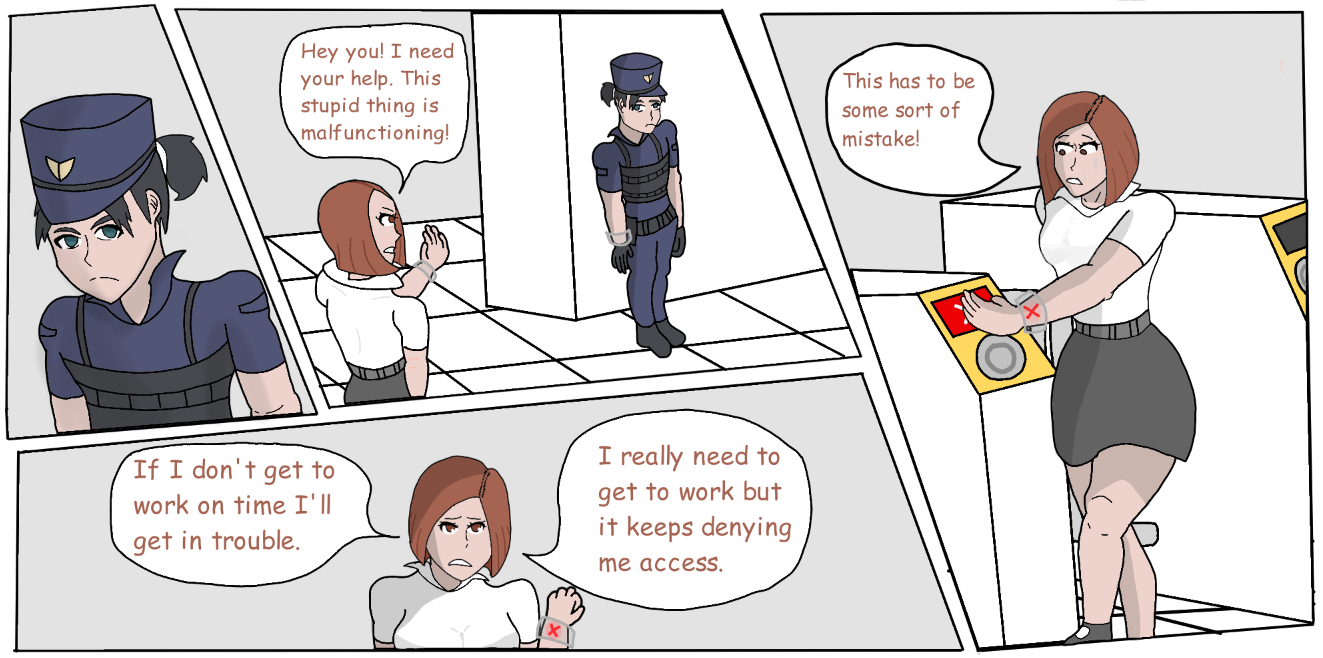 Hey you! I need
your help. This
stupid thing is
malfunctioning!
This has to be
some sort of
mistake!
If I don't get to
work on time I'll
get in trouble.
I really need to
get to work but
it keeps denying
me access.